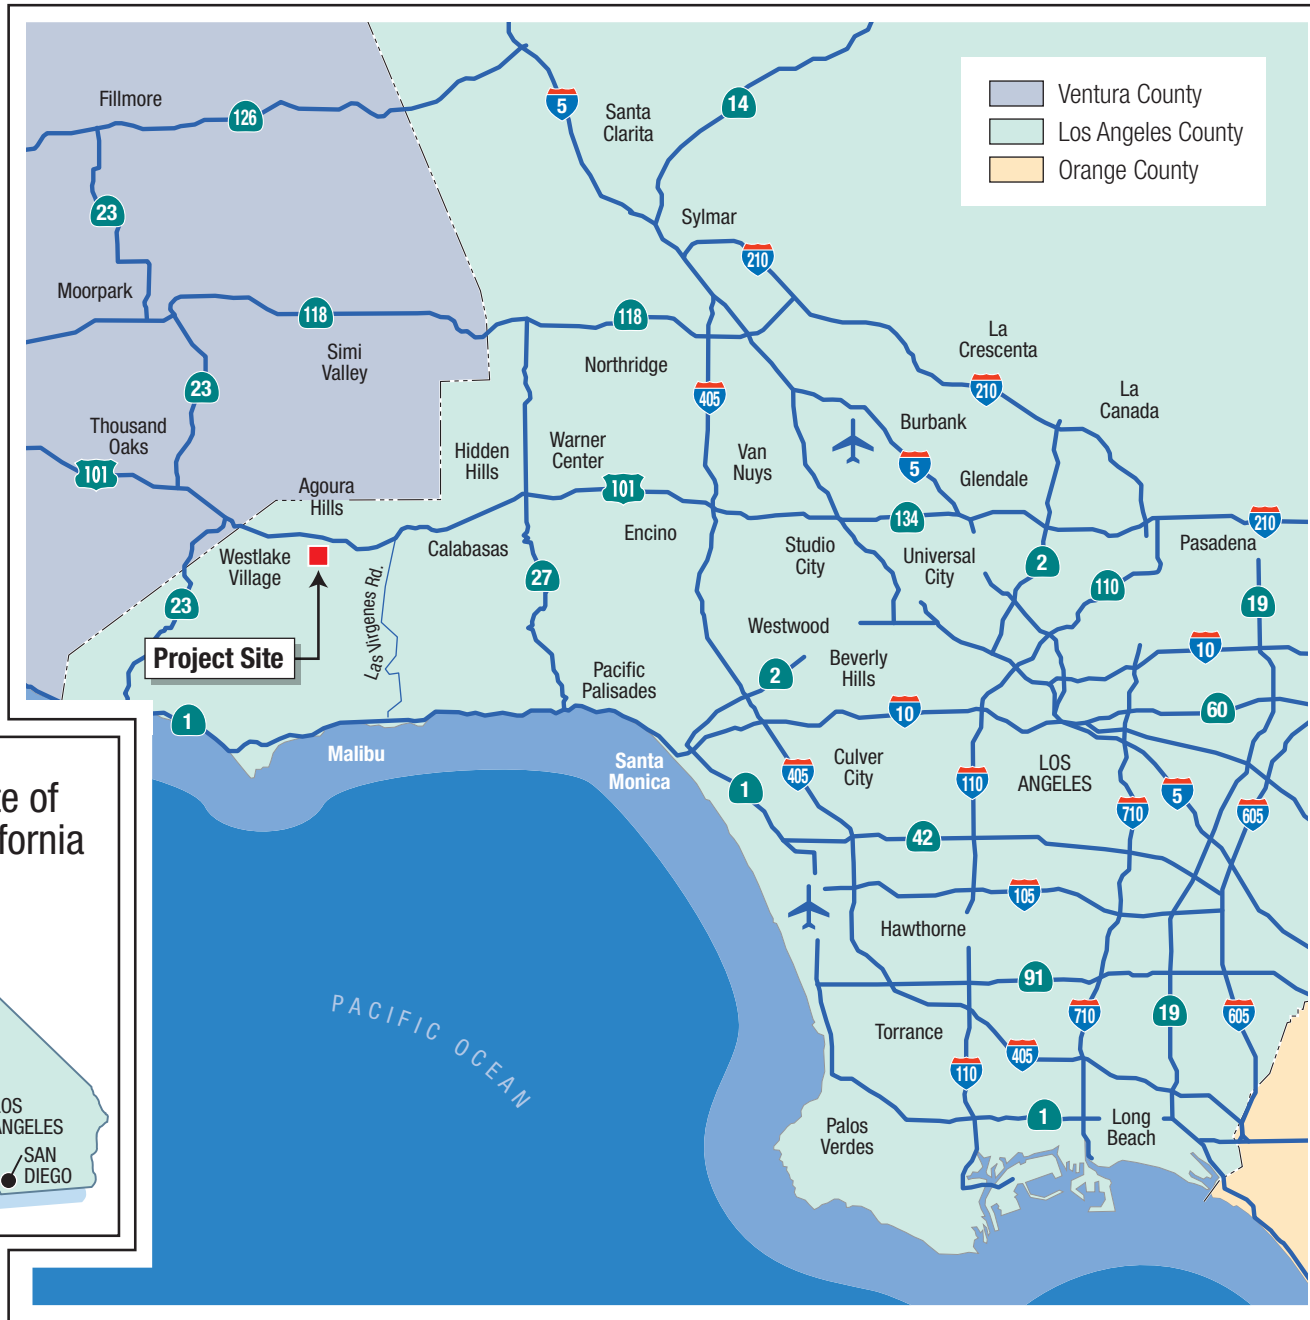 Fillmore
126
5
Santa
Clarita
14
Ventura County
Los Angeles County
Orange County
23
Sylmar
210
Moorpark
118
118
Simi
Valley
Northridge
La
Crescenta
23
405
210
La
Canada
Thousand
Oaks
Burbank
101
Hidden
Hills
Warner
Center
Van
Nuys
5
Agoura
Hills
101
Glendale
134
210
Encino
Westlake
Village
Calabasas
Studio
City
Universal
City
Pasadena
2
27
110
23
19
Las Virgenes Rd.
Westwood
Project Site
10
Pacific
Palisades
2
Beverly
Hills
1
10
60
Malibu
Santa
Monica
405
Culver
City
LOS
ANGELES
1
110
710
5
605
42
fornia
105
Hawthorne
91
PACIFIC OCEAN
Torrance
710
19
605
405
110
1
Palos
Verdes
Long
Beach
SAN
DIEGO